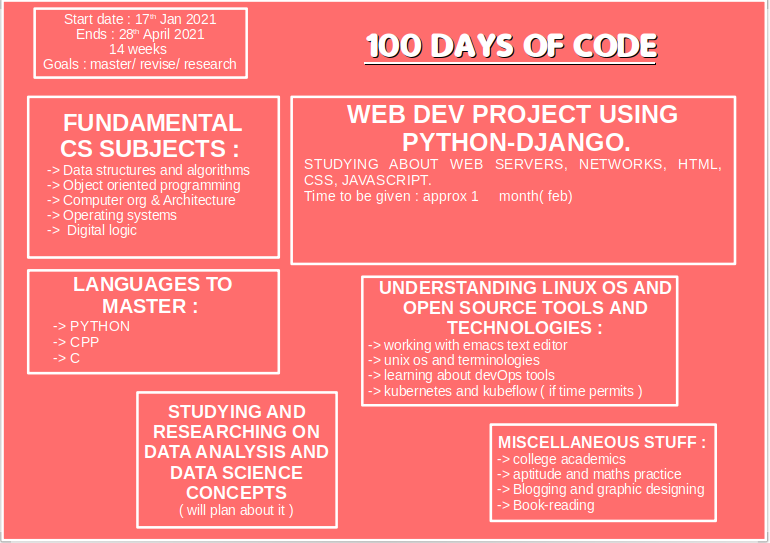 Start date : 17th Jan 2021
Ends : 28th April 2021
14 weeks
Goals : master/ revise/ research
100 DAYS OF CODE
FUNDAMENTAL
CS SUBJECTS :
-> Data structures and algorithms
-> Object oriented programming
-> Computer org & Architecture
-> Operating systems
-> Digital logic
WEB DEV PROJECT USING
PYTHON-DJANGO.
STUDYING ABOUT WEB SERVERS, NETWORKS, HTML,
CSS, JAVASCRIPT.
Time to be given : approx 1 month( feb)
LANGUAGES TO
MASTER :
-> PYTHON
-> CPP
-> C
UNDERSTANDING LINUX OS AND
OPEN SOURCE TOOLS AND
TECHNOLOGIES :
-> working with emacs text editor
-> unix os and terminologies
-> learning about devOps tools
-> kubernetes and kubeflow ( if time permits )
STUDYING AND
RESEARCHING ON
DATA ANALYSIS AND
DATA SCIENCE
CONCEPTS
( will plan about it )
MISCELLANEOUS STUFF :
-> college academics
-> aptitude and maths practice
-> Blogging and graphic designing
-> Book-reading